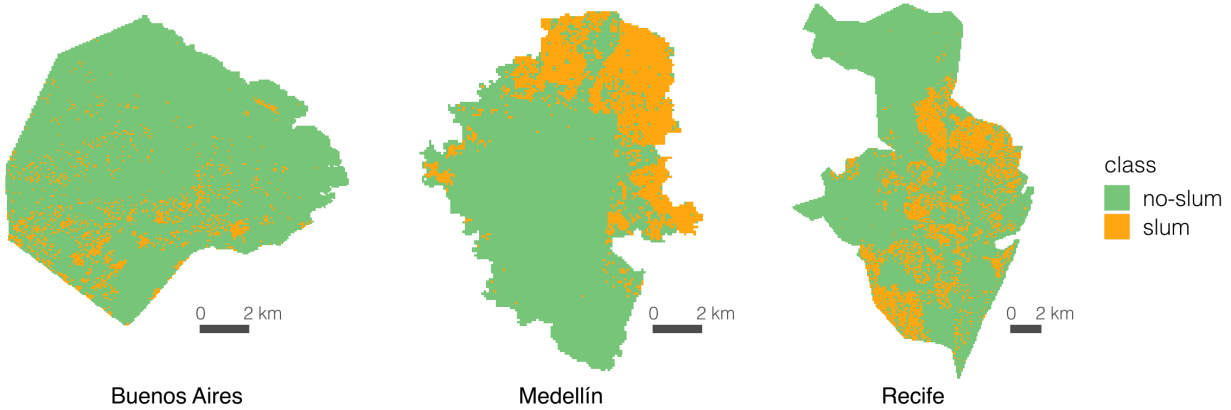 class
no-slum
slum
0 2 km
0 2 km
0 2 km
Buenos Aires
Medellín
Recife